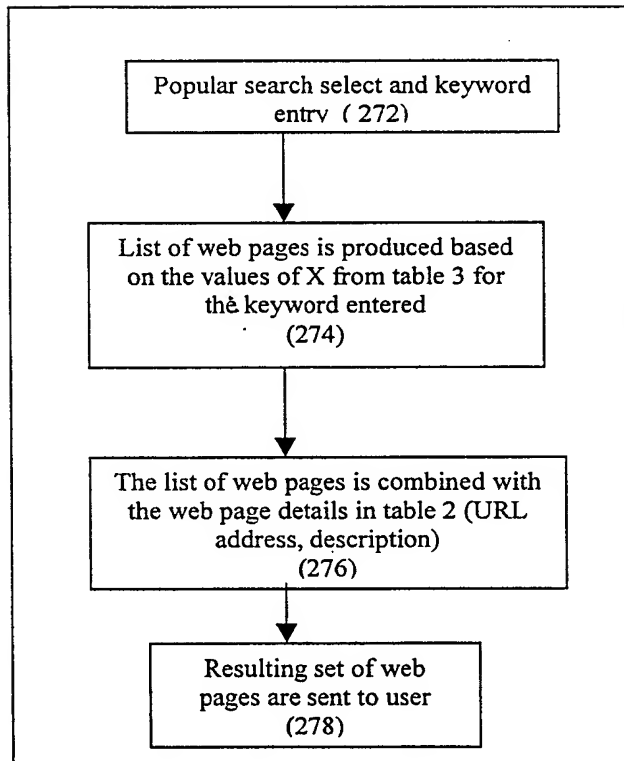 Popular search select and keyword
entry ( 272)
List of web pages is produced based
on the values of X from table 3 for
the keyword entered
(274)
The list of web pages is combined with
the web page details in table 2 (URL
address, description)
(276)
Resulting set of web
pages are sent to user
(278)